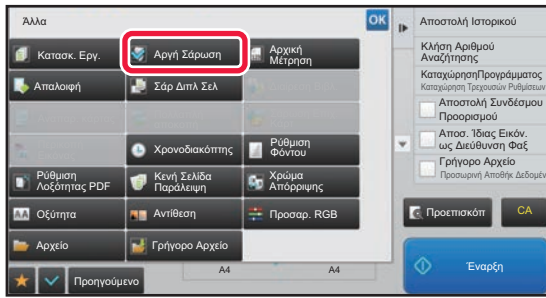 Άλλα
OK
Κατασκ. Εργ.
Αργή Σάρωση
Αρχική
Μέτρηση
Απαλοιφή
Σάρ Διπλ Σελ
Χρονοδιακόπτης
Ρύθμιση
Φόντου
Ρύθμιση
Λοξότητας PDF
Κενή Σελίδα
Παράλειψη
Χρώμα
Απόρριψης
Οξύτητα
Αντίθεση
Προσαρ. RGB
Αρχείο
Γρήγορο Αρχείο
Προηγούμενο
A4
A4
Αποστολή Ιστορικού
Κλήση Αριθμού
Αναζήτησης
ΚαταχώρησηΠρογράμματος
Καταχώρηση Τρεχουσών Ρυθμίσεων
Αποστολή Συνδέσμου
Προορισμού
Αποσ. Ίδιας Εικόν.
ως Διεύθυνση Φαξ
Γρήγορο Αρχείο
Προσωρινή Αποθήκ Δεδομέν
Προεπισκόπ
CA
Έναρξη